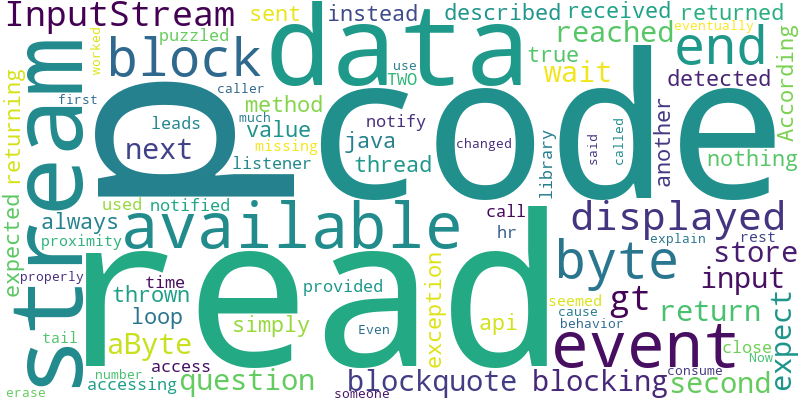 InputStream
sent
instead
described
received
returned
puzzled
block
data
reached
eventually
worked
end
According
use
TWO
true
wait
detected
caller
first
stream
p
code
method
leads
much
value
notify
changed
said
called
another
nothing
next
missing
java
library
returning
listener
thread
used
notified
call
displayed
always
available
hr
explain
rest
expected
proximity
byte
store
properly
time
read
provided
input
thrown
exception
gt
seemed
expect
loop
simply
api
cause
return
behavior
tail
aByte
Even
event
close
Now
access
number
accessing
question
blockquote
blocking
consume
second
erase
someone